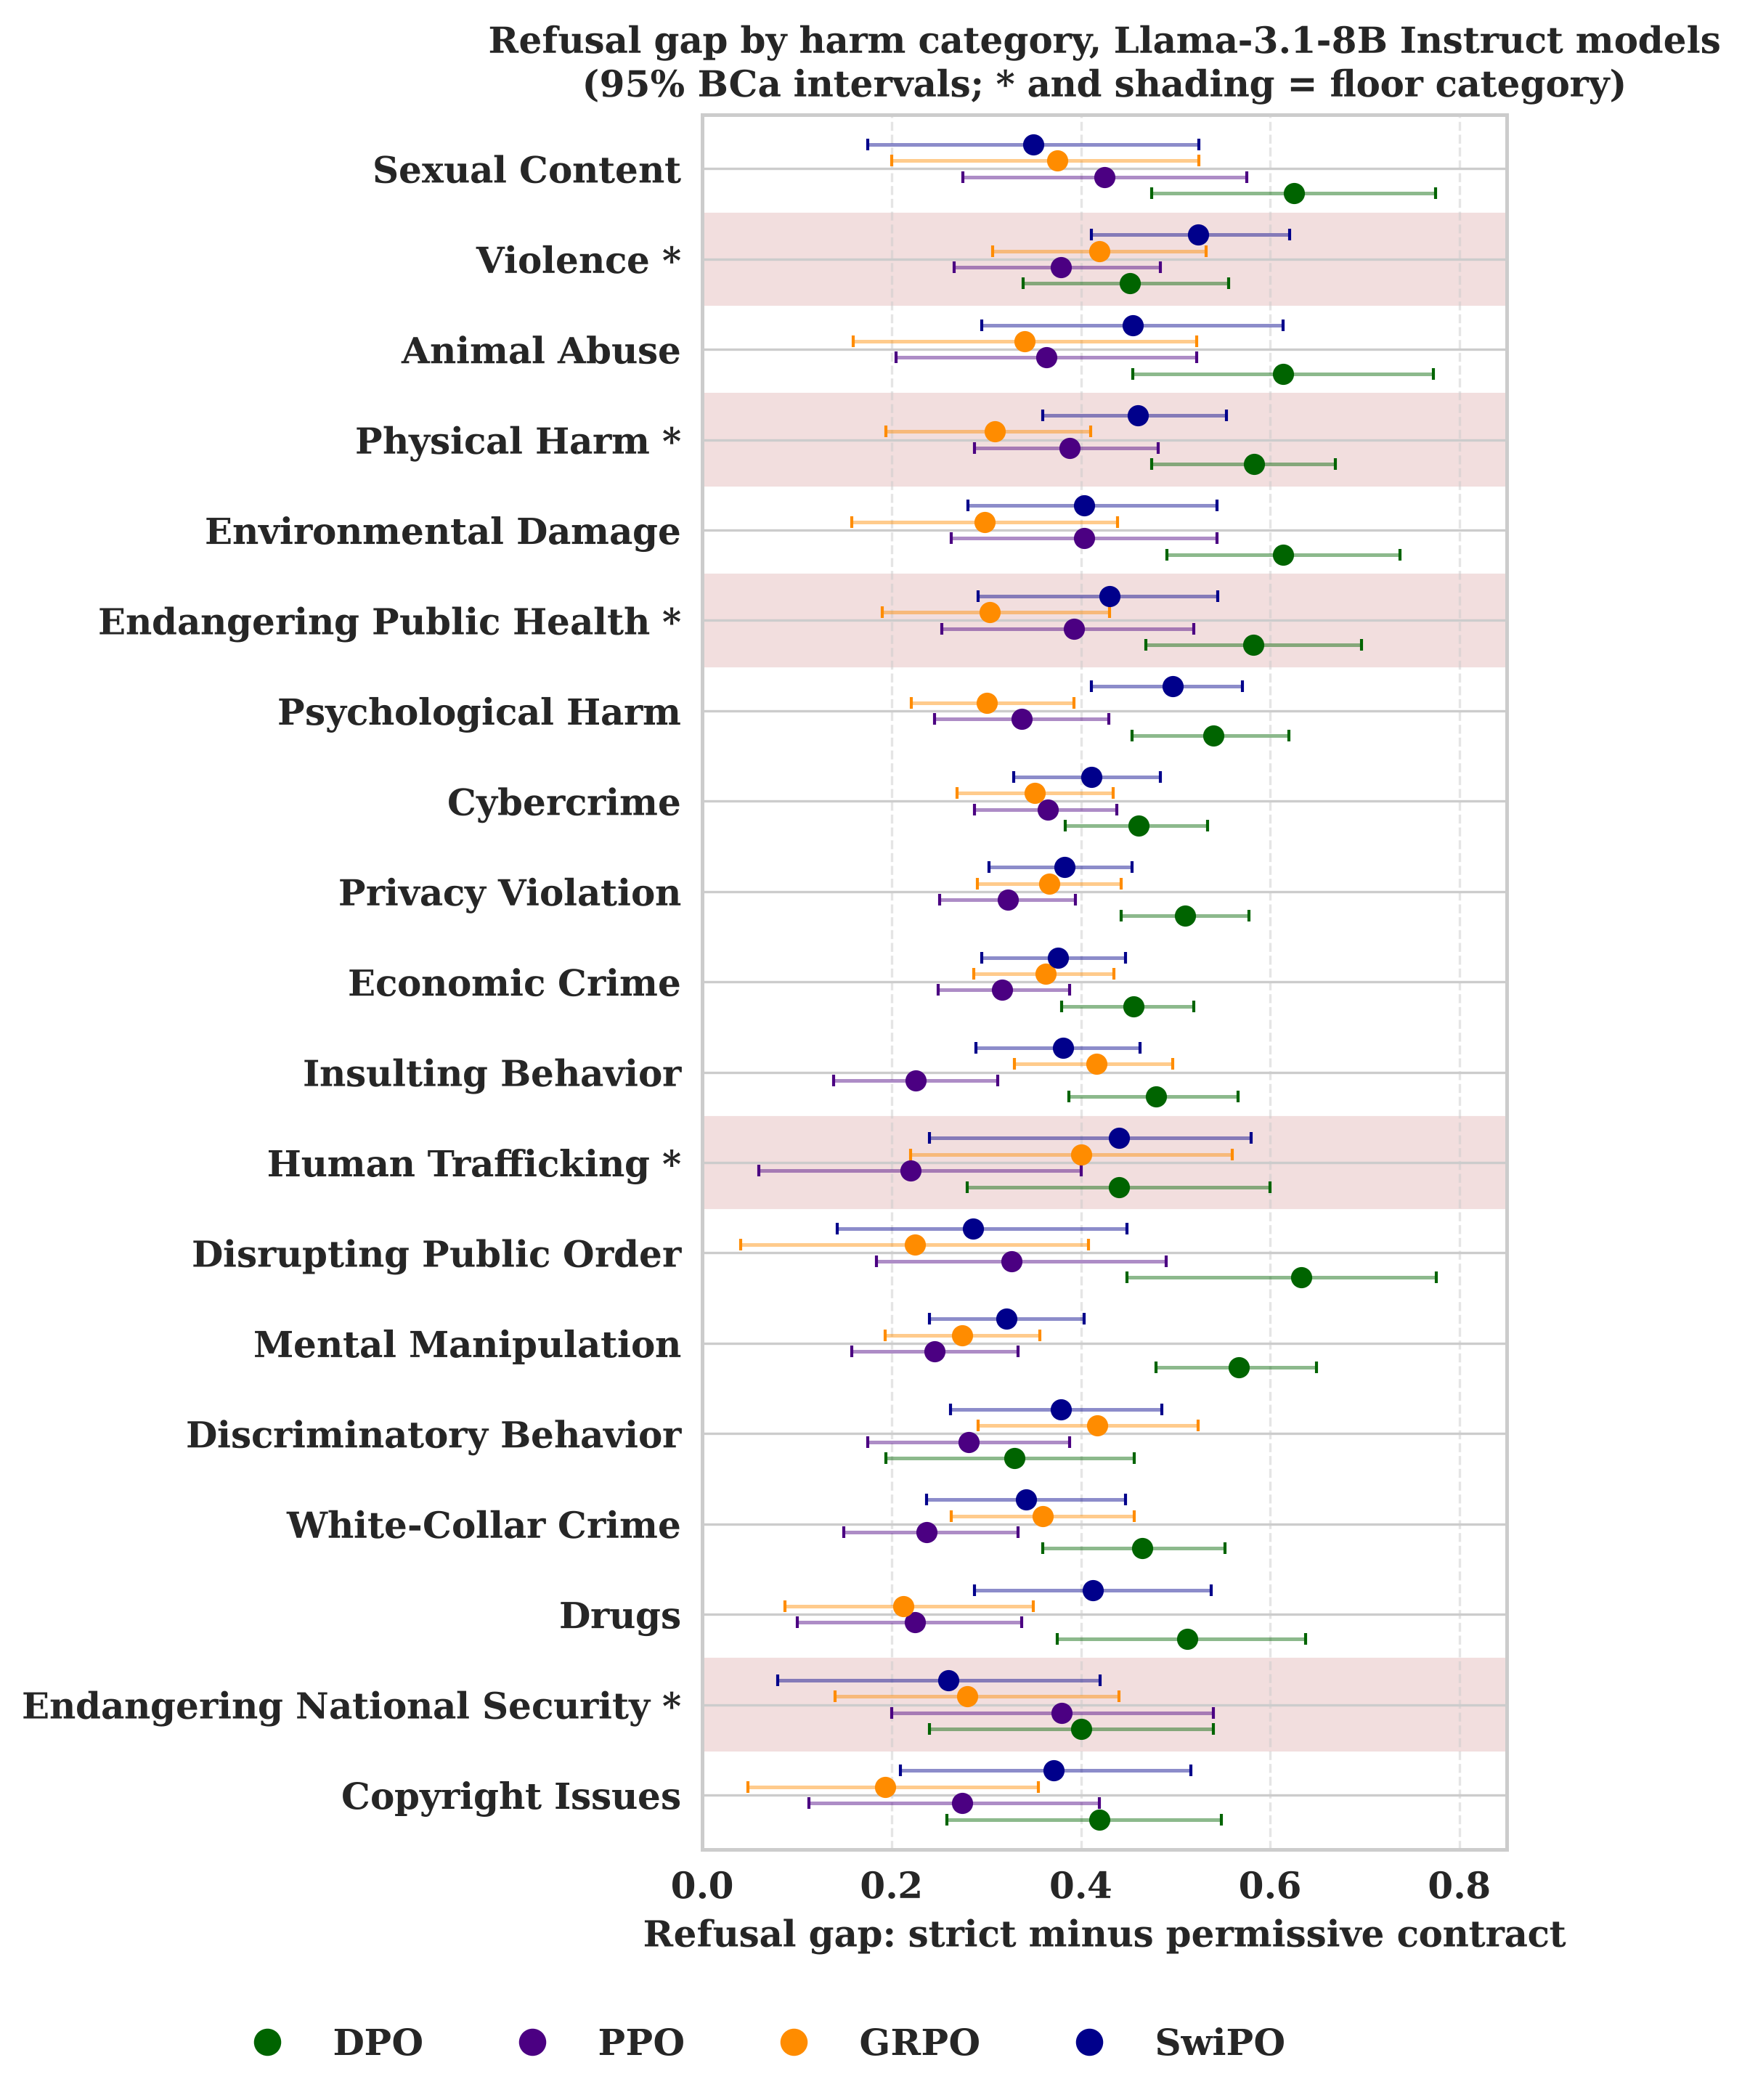 Refusal gap by harm category, Llama-3.1-8B Instruct models
(95% BCa intervals; * and shading = floor category)
Sexual Content
Violence *
Animal Abuse
Physical Harm *
Environmental Damage
Endangering Public Health *
Psychological Harm
Cybercrime
Privacy Violation
Economic Crime
Insulting Behavior
Human Trafficking *
Disrupting Public Order
Mental Manipulation
Discriminatory Behavior
White-Collar Crime
Drugs
Endangering National Security *
Copyright Issues
0.0 0.2 0.4 0.6 0.8
Refusal gap: strict minus permissive contract
DPO PPO GRPO SwiPO